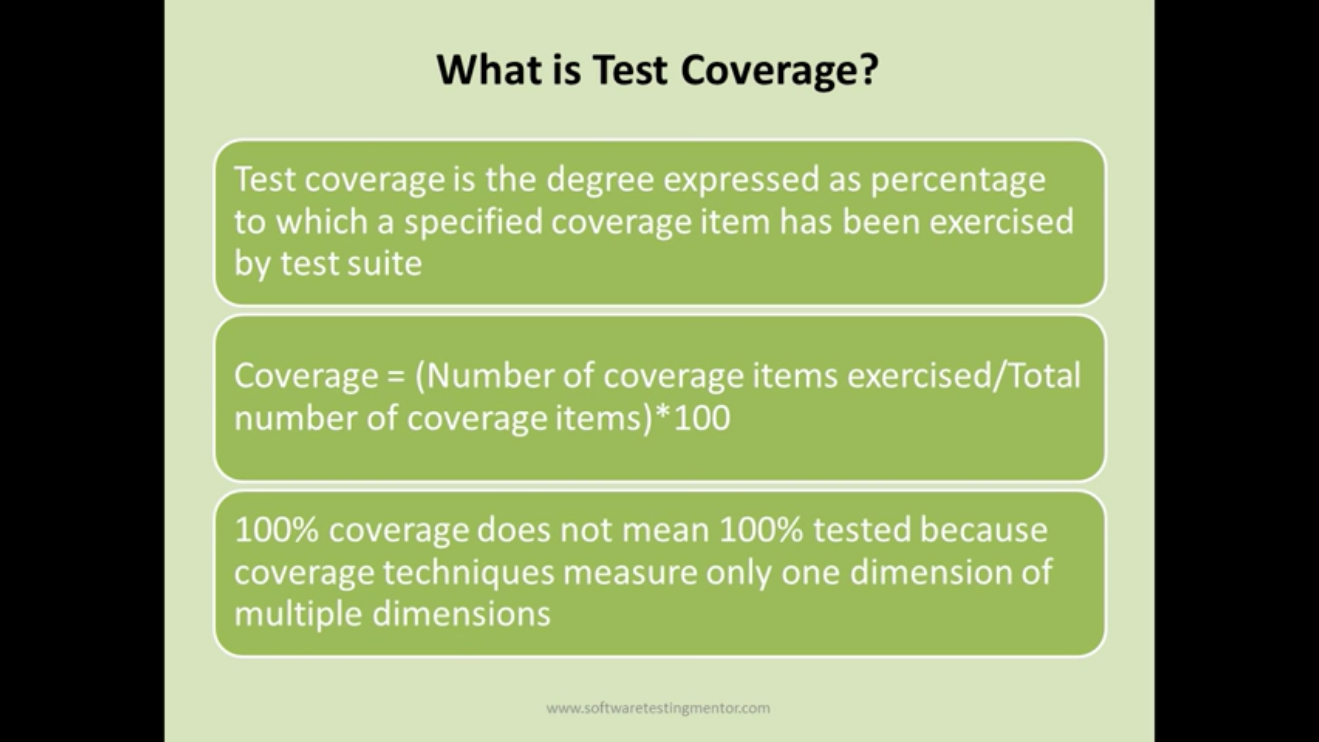 What is Test Coverage?
Test coverage is the degree expressed as percentage
to which a specified coverage item has been exercised
by test suite
Coverage = (Number of coverage items exercised/Total
number of coverage items)*100
100% coverage does not mean 100% tested because
coverage techniques measure only one dimension of
multiple dimensions
www.softwaretestingmentor.com